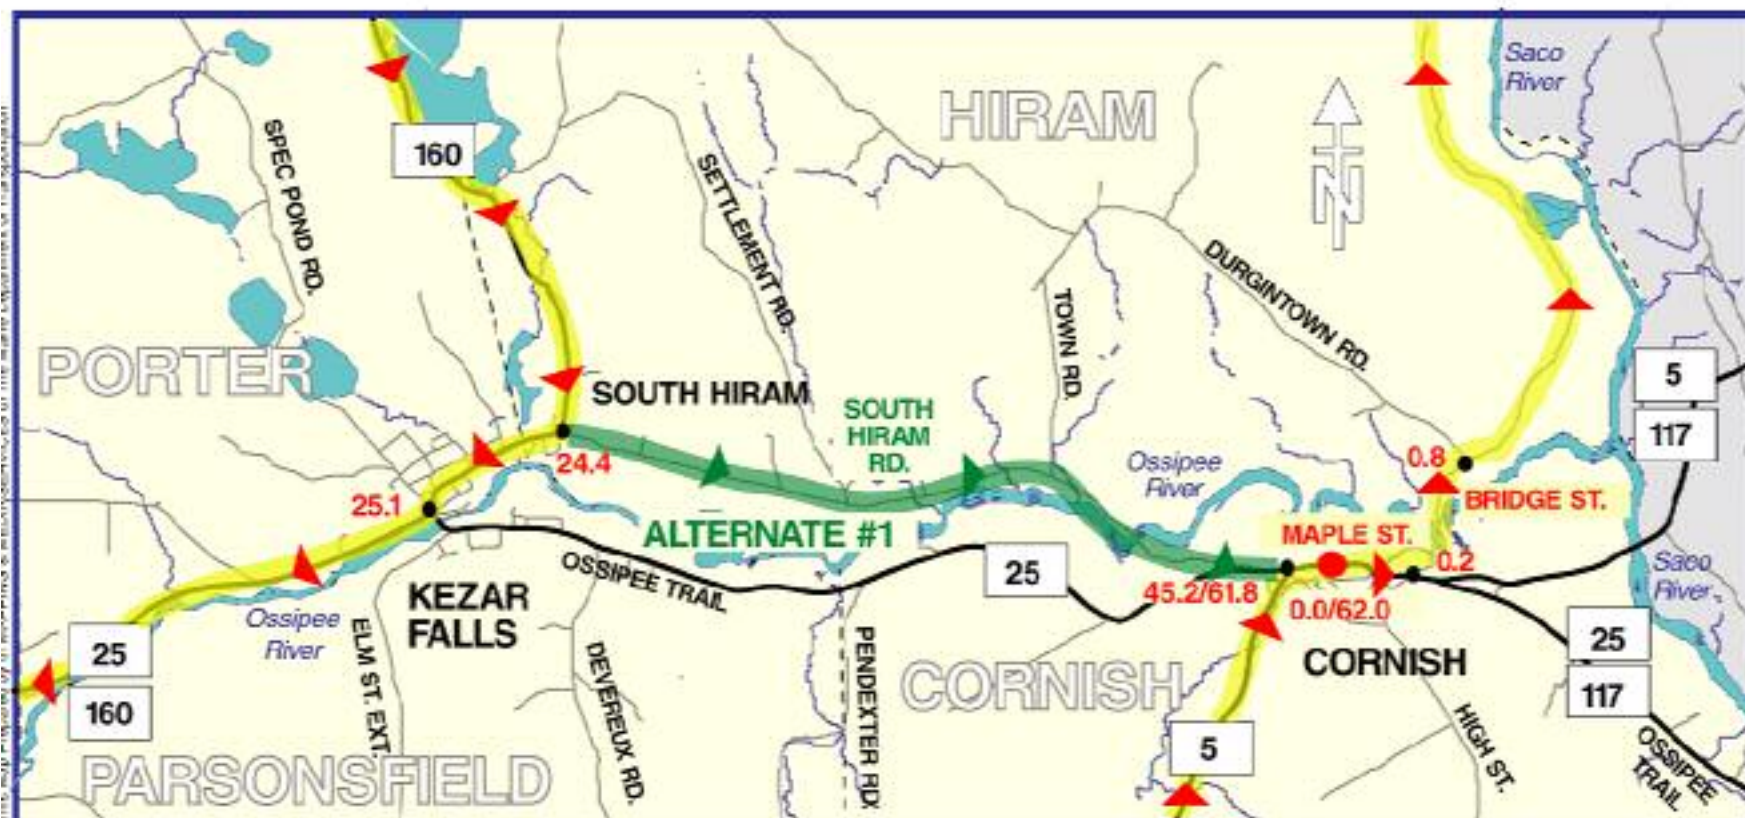 Saco
River
HIRAM
160
SPEC POND RD.
SETTLEMENT RD.
N
DURGINTOWN RD.
TOWN RD.
PORTER
5
117
SOUTH HIRAM
SOUTH
HIRAM
RD.
24.4
0.8
Ossipee
River
25.1
BRIDGE ST.
ALTERNATE #1
MAPLE ST.
0.2
OSSIPEE TRAIL
25
45.2/61.8
0.0/62.0
Saco
River
KEZAR
FALLS
Ossipee
River
25
160
ELM ST. EXT.
DEVEREUX RD.
PENDEXTER RD.
CORNISH
CORNISH
25
117
5
HIGH ST.
OSSIPEE
TRAIL
PARSONSFIELD